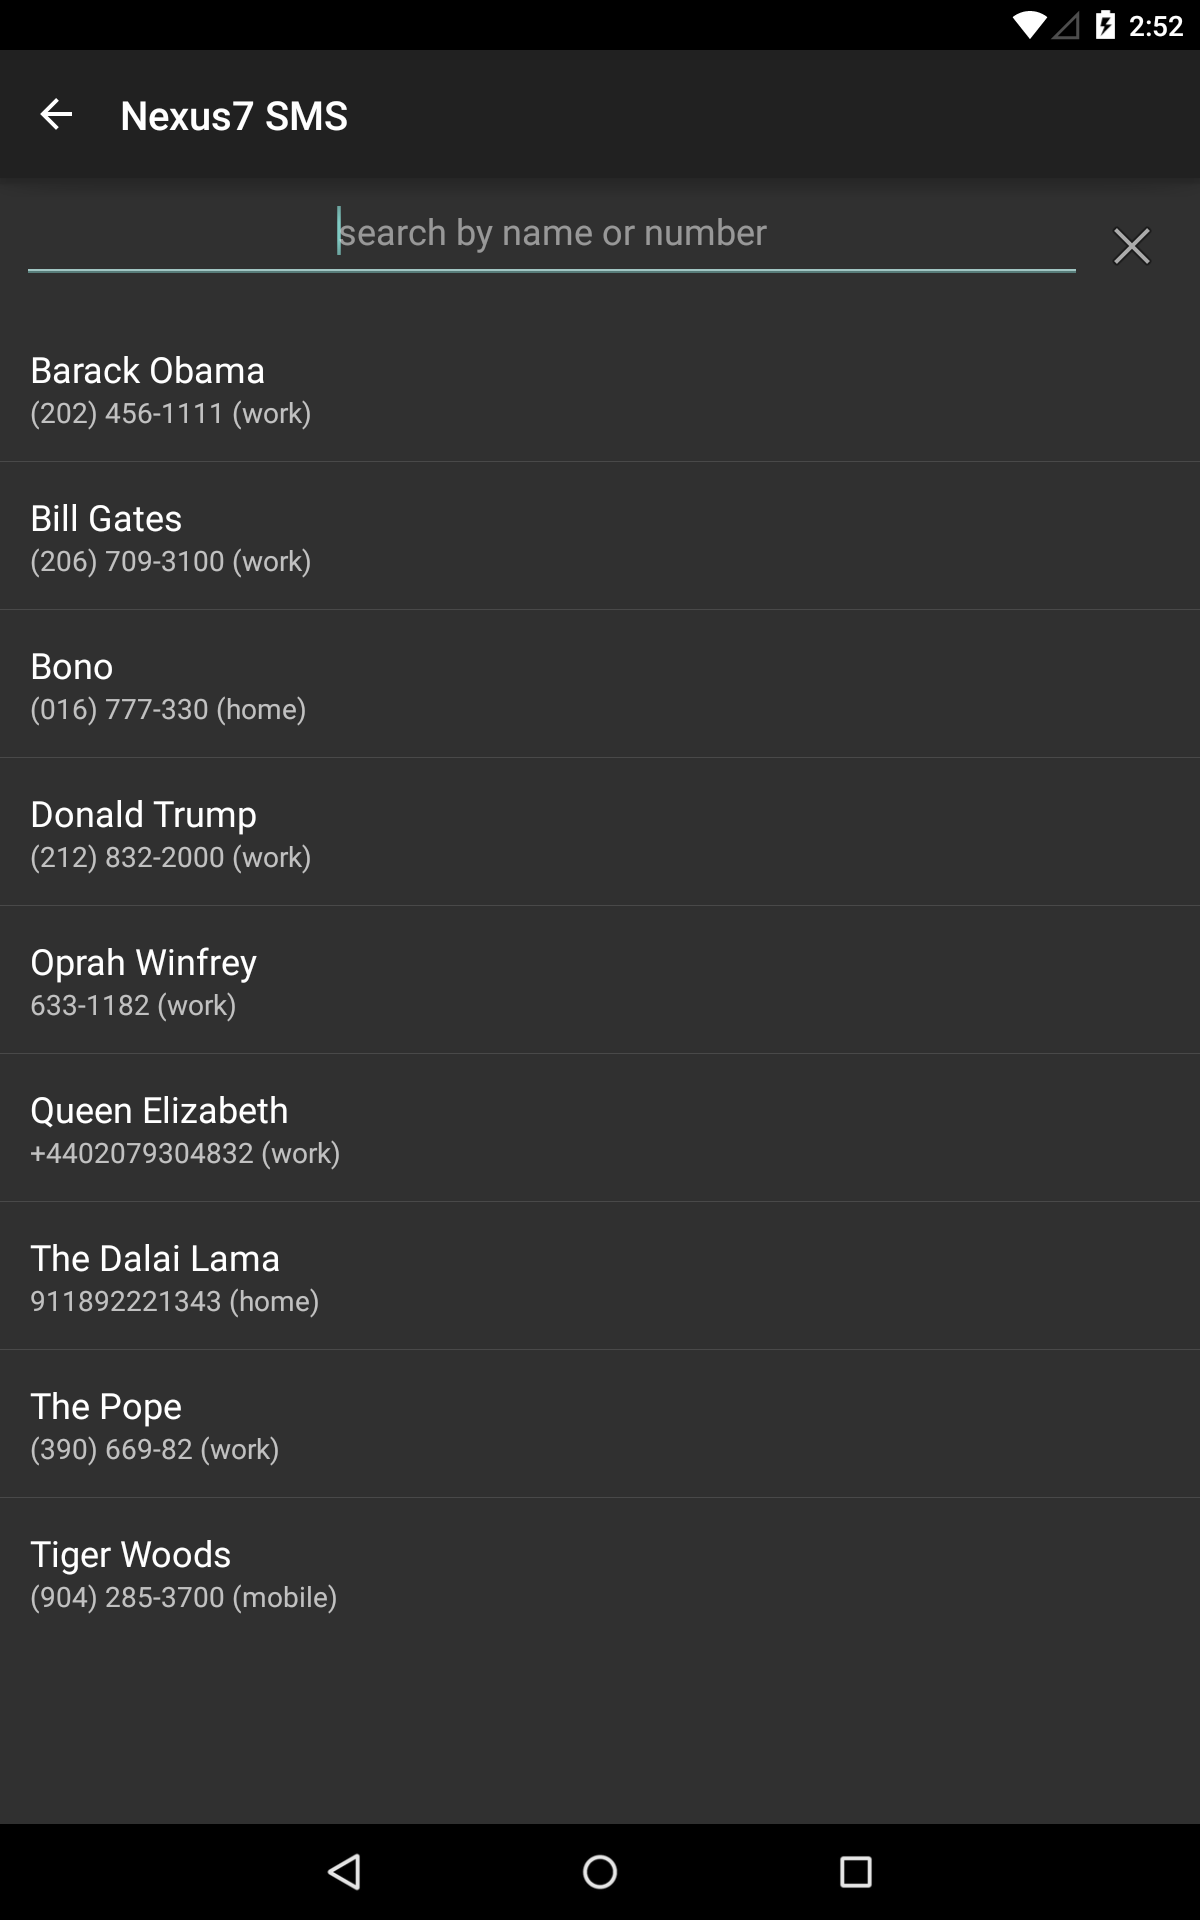 2:52
Nexus7 SMS
search by name or number
Barack Obama
(202) 456-1111 (work)
Bill Gates
(206) 709-3100 (work)
Bono
(016) 777-330 (home)
Donald Trump
(212) 832-2000 (work)
Oprah Winfrey
633-1182 (work)
Queen Elizabeth
+4402079304832 (work)
The Dalai Lama
911892221343 (home)
The Pope
(390) 669-82 (work)
Tiger Woods
(904) 285-3700 (mobile)